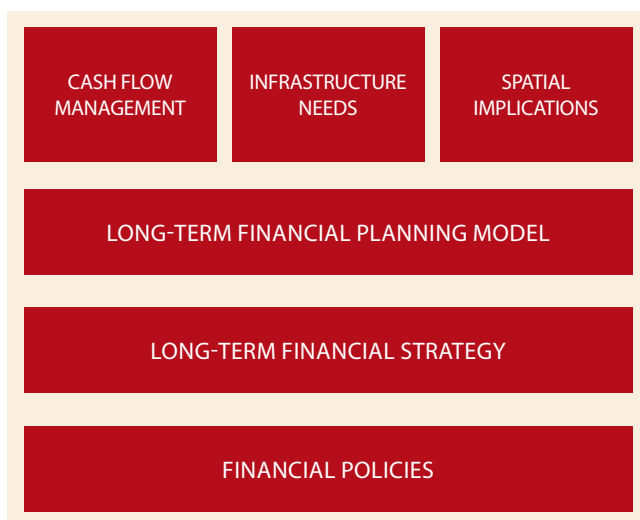 CASH FLOW
MANAGEMENT
INFRASTRUCTURE
NEEDS
SPATIAL
IMPLICATIONS
LONG-TERM FINANCIAL PLANNING MODEL
LONG-TERM FINANCIAL STRATEGY
FINANCIAL POLICIES